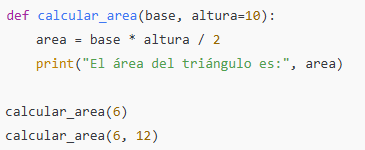 def calcular_area(base, altura=10):
    area = base * altura / 2
    print("El área del triángulo es:", area)

calcular_area(6)
calcular_area(6, 12)